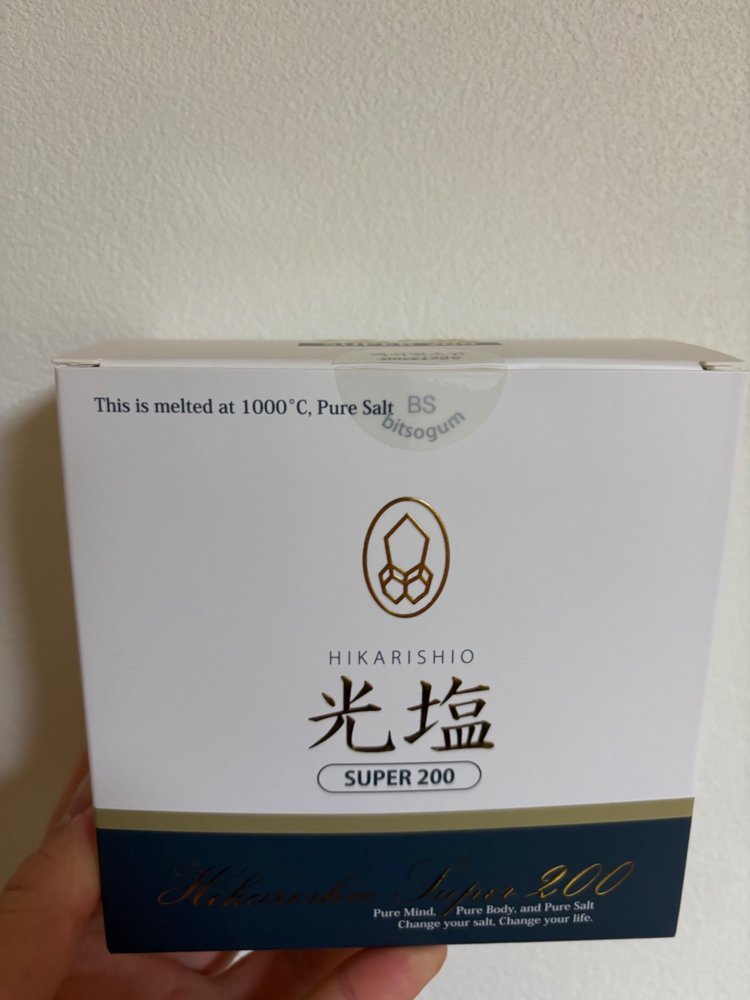 since1986
This is melted at 1000°C, Pure Salt
BS
bitsogum
HIKARISHIO
光塩
SUPER 200
Hikarishio Super 200
Pure Mind, Pure Body, and Pure Salt
Change your salt, Change your life.